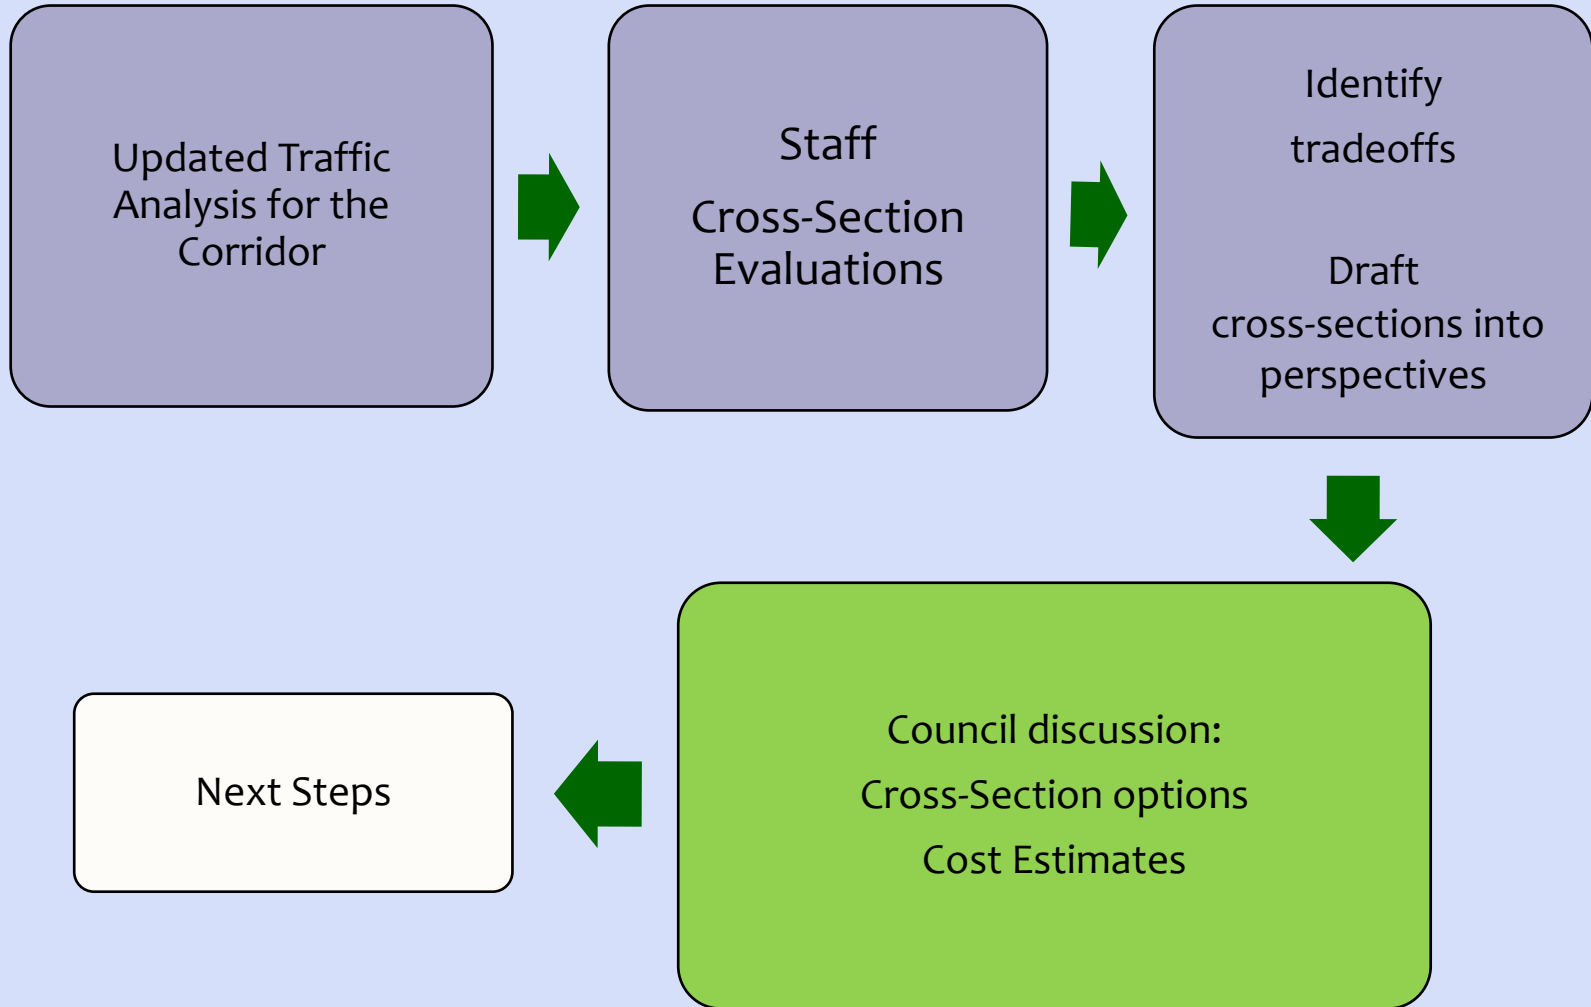 Updated Traffic
Analysis for the
Corridor
Staff
Cross-Section
Evaluations
Identify
tradeoffs
Draft
cross-sections into
perspectives
Council discussion:
Cross-Section options
Cost Estimates
Next Steps